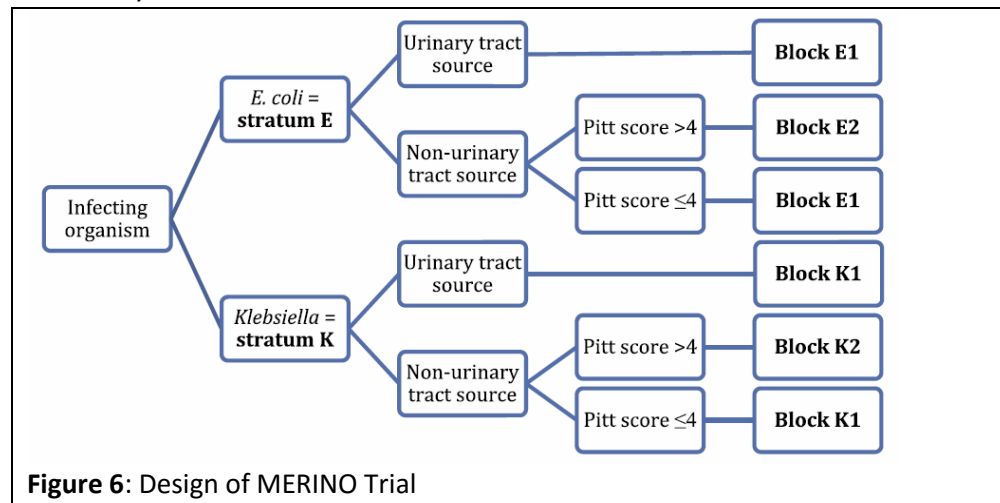 Urinary tract
source
Block E1
E. coli =
stratum E
Pitt score >4
Block E2
Non-urinary
tract source
Pitt score ≤4
Block E1
Infecting
organism
Urinary tract
source
Block K1
Klebsiella =
stratum K
Pitt score >4
Block K2
Non-urinary
tract source
Pitt score ≤4
Block K1
Figure 6: Design of MERINO Trial